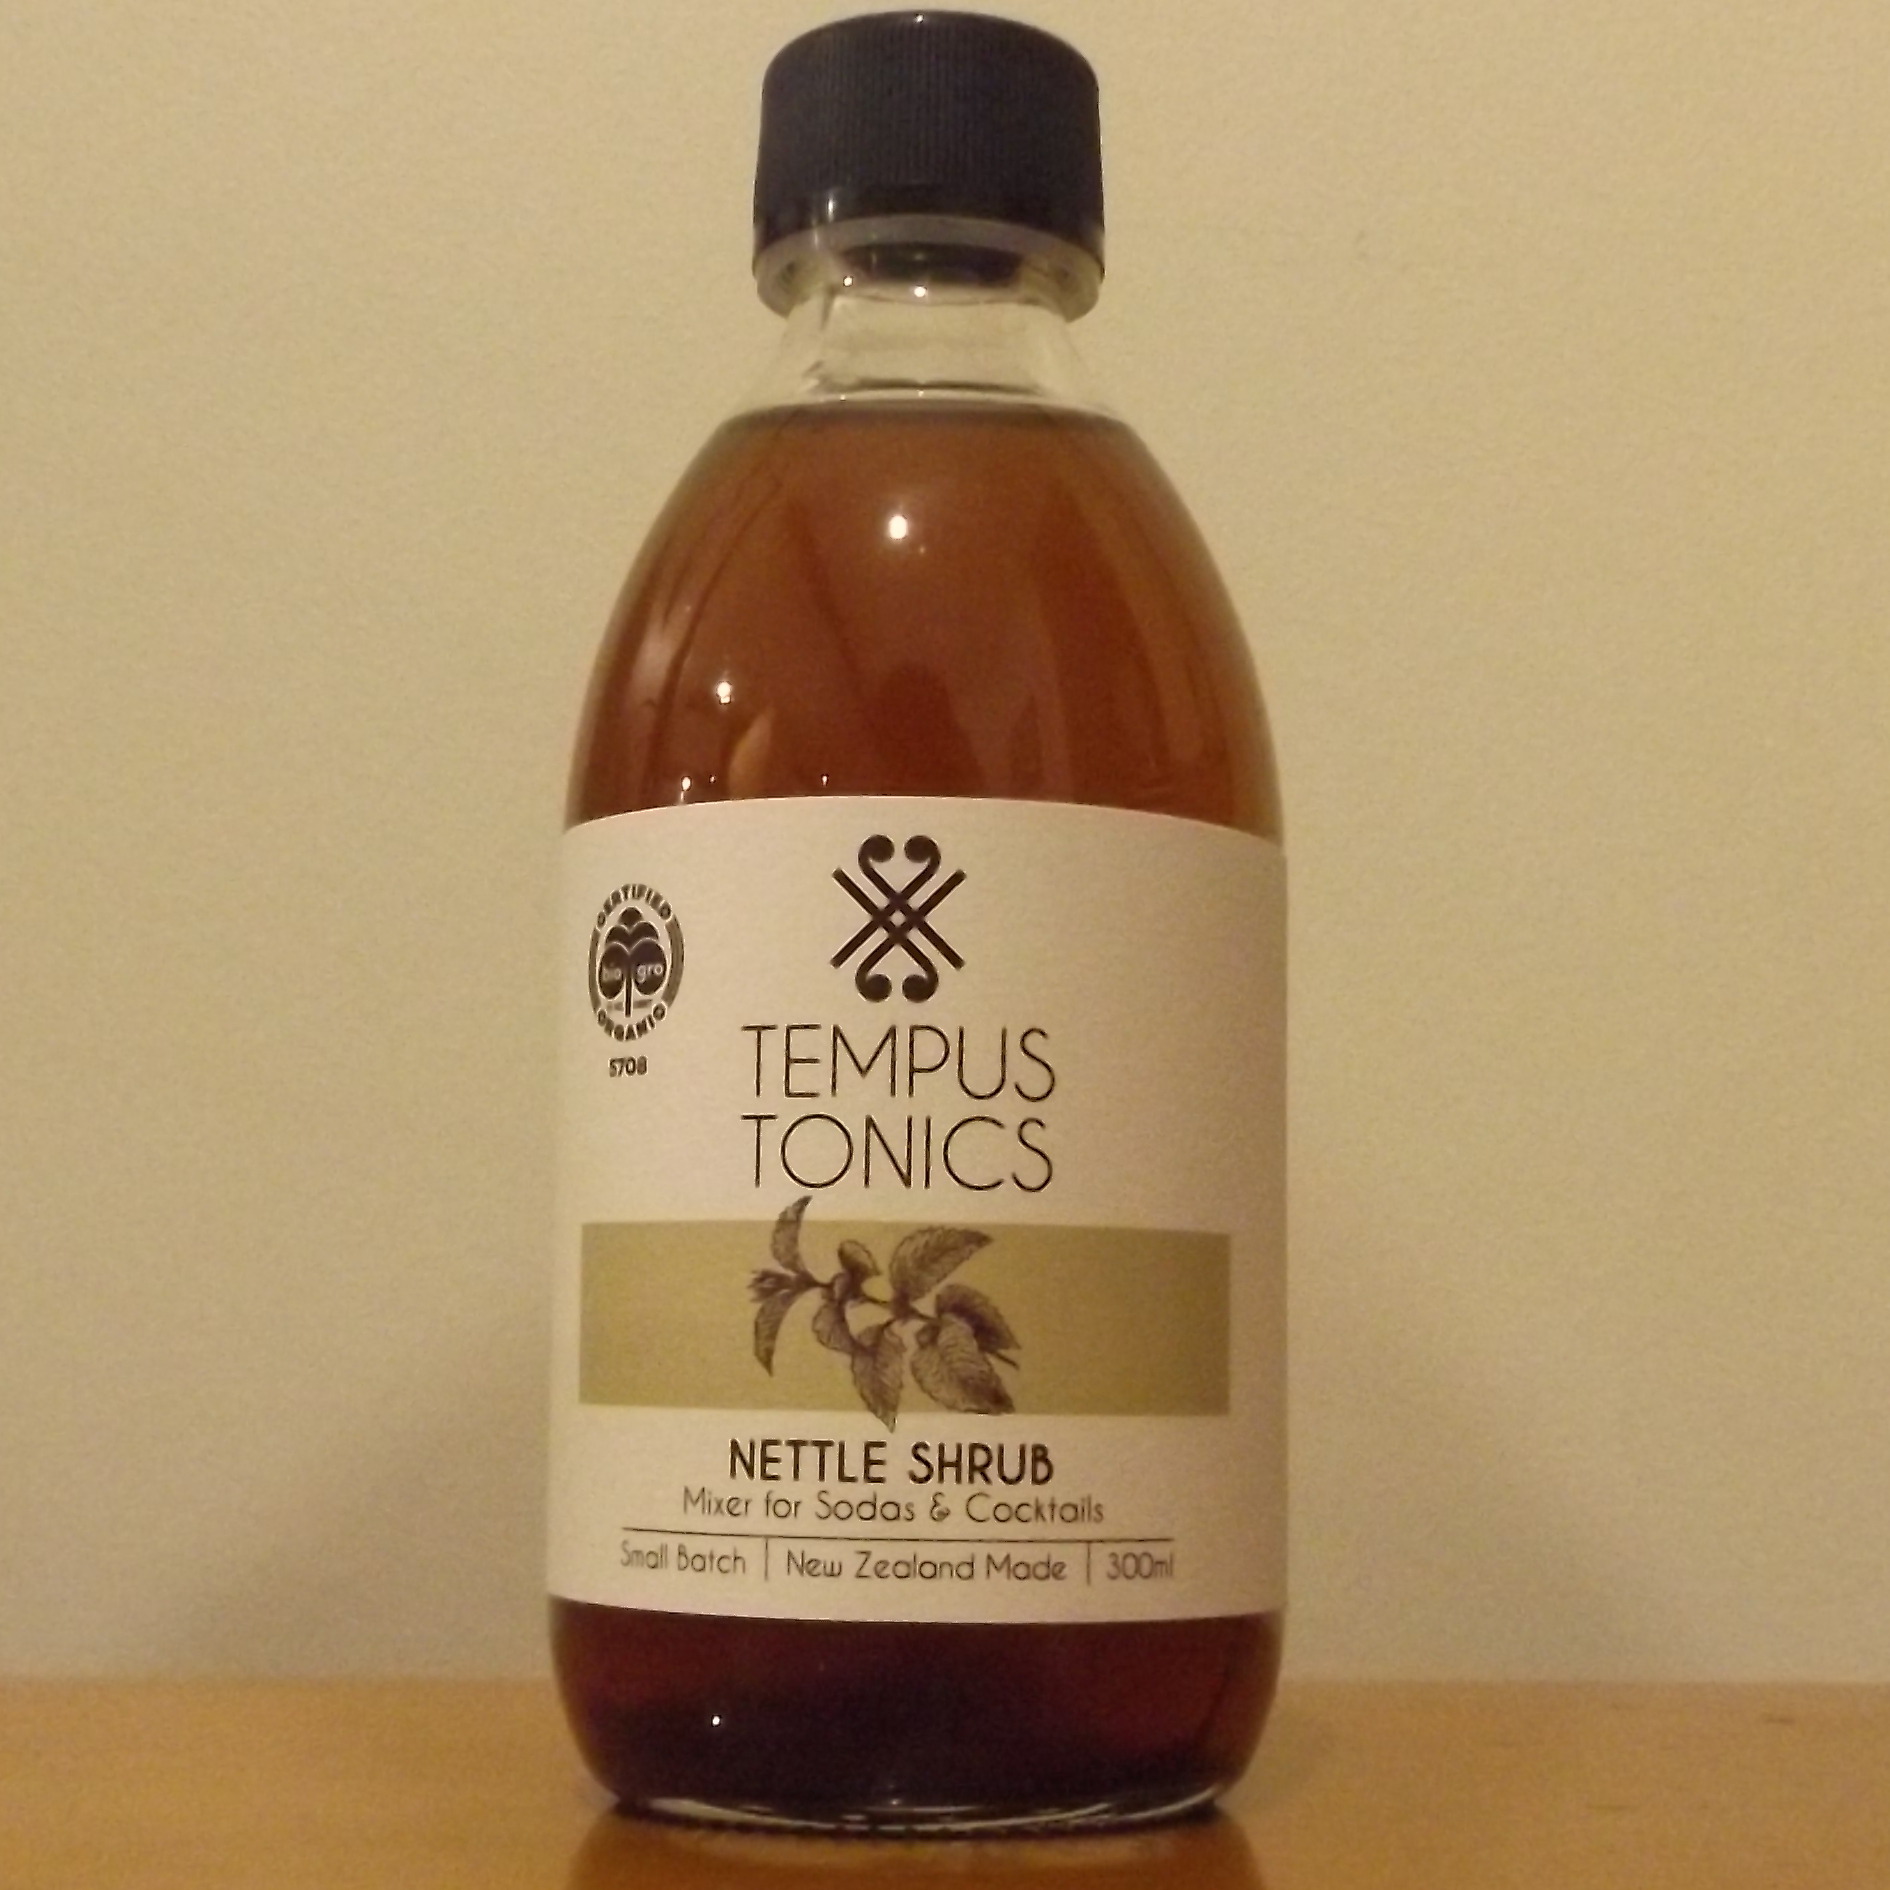 CERTIFIED
bio gro
ORGANIC
5708
TEMPUS
TONICS
NETTLE SHRUB
Mixer for Sodas & Cocktails
Small Batch | New Zealand Made | 300ml